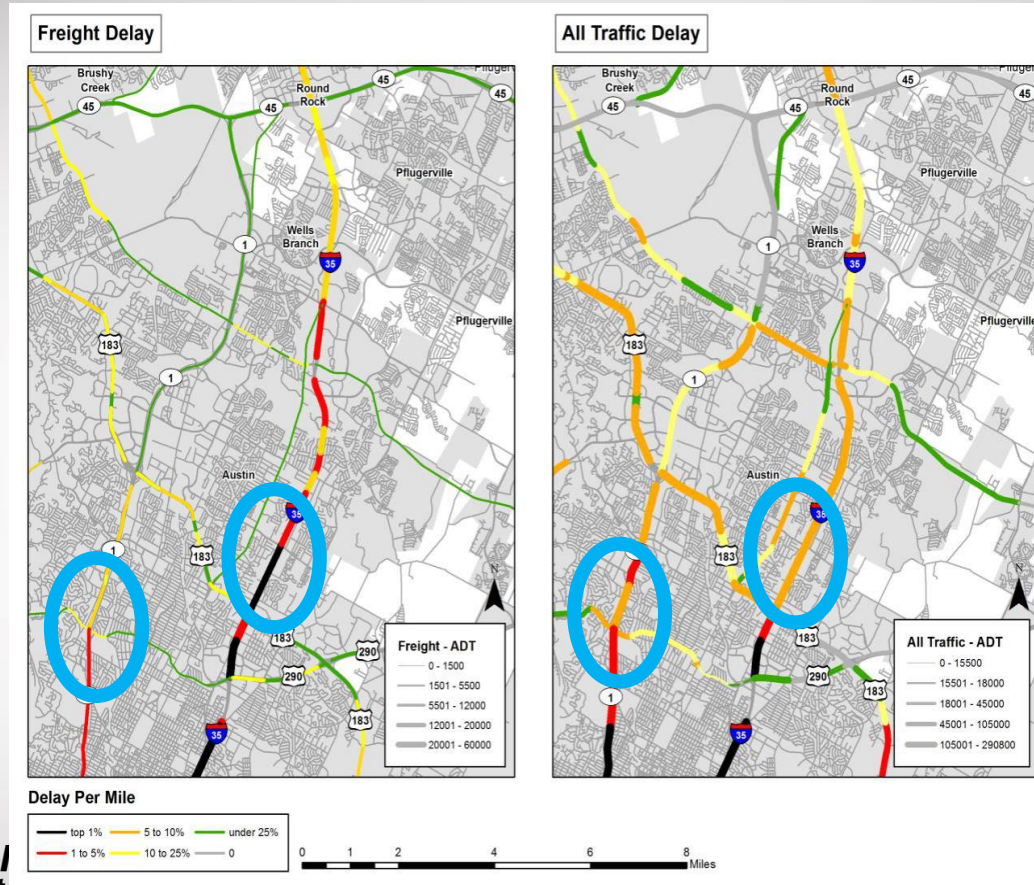 Freight Delay
Brushy
Creek
45
45
45
Round
Rock
Pflugerville
1
Wells
Branch
35
Pflugerville
183
1
Austin
35
1
183
183
290
290
183
35
N
Freight - ADT
0 - 1500
1501 - 5500
5501 - 12000
12001 - 20000
20001 - 60000
All Traffic Delay
Brushy
Creek
45
45
45
Round
Rock
Pflugerville
1
Wells
Branch
35
Pflugerville
183
1
Austin
35
183
183
1
290
183
35
N
All Traffic - ADT
0 - 15500
15501 - 18000
18001 - 45000
45001 - 105000
105001 - 290800
Delay Per Mile
top 1%
5 to 10%
under 25%
1 to 5%
10 to 25%
0
0 1 2 4 6 8
Miles